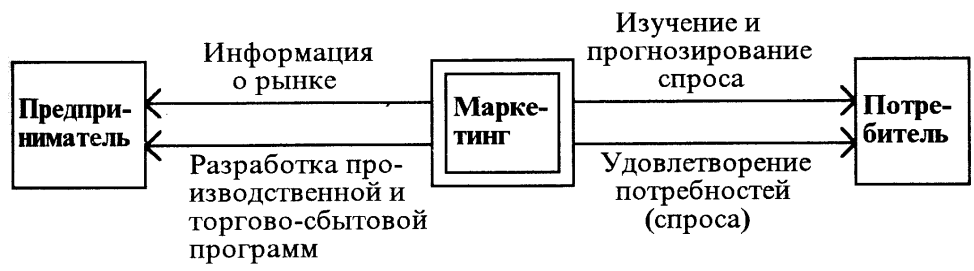 Информация
о рынке
Изучение и
прогнозирование
спроса
Предпри-
ниматель
Марке-
тинг
Потре-
битель
Разработка про-
изводственной и
торгово-сбытовой
программ
Удовлетворение
потребностей
(спроса)